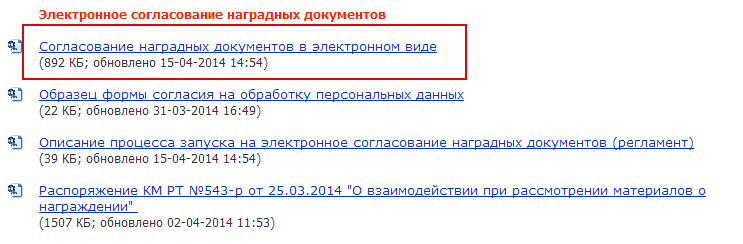 Электронное согласование наградных документов
Согласование наградных документов в электронном виде
(892 КБ; обновлено 15-04-2014 14:54)
Образец формы согласия на обработку персональных данных
(22 КБ; обновлено 31-03-2014 16:49)
Описание процесса запуска на электронное согласование наградных документов (регламент)
(39 КБ; обновлено 15-04-2014 14:54)
Распоряжение КМ РТ №543-р от 25.03.2014 "О взаимодействии при рассмотрении материалов о
награждении"
(1507 КБ; обновлено 02-04-2014 11:53)